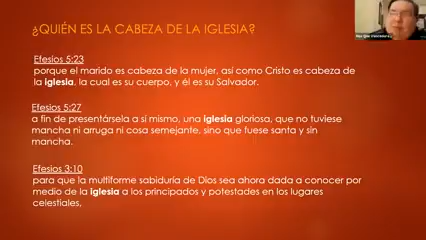 ¿QUIÉN ES LA CABEZA DE LA IGLESIA?
Efesios 5:23
porque el marido es cabeza de la mujer, así como Cristo es cabeza de
la iglesia, la cual es su cuerpo, y él es su Salvador.
Efesios 5:27
a fin de presentársela a sí mismo, una iglesia gloriosa, que no tuviese
mancha ni arruga ni cosa semejante, sino que fuese santa y sin
mancha.
Efesios 3:10
para que la multiforme sabiduría de Dios sea ahora dada a conocer por
medio de la iglesia a los principados y potestades en los lugares
celestiales,